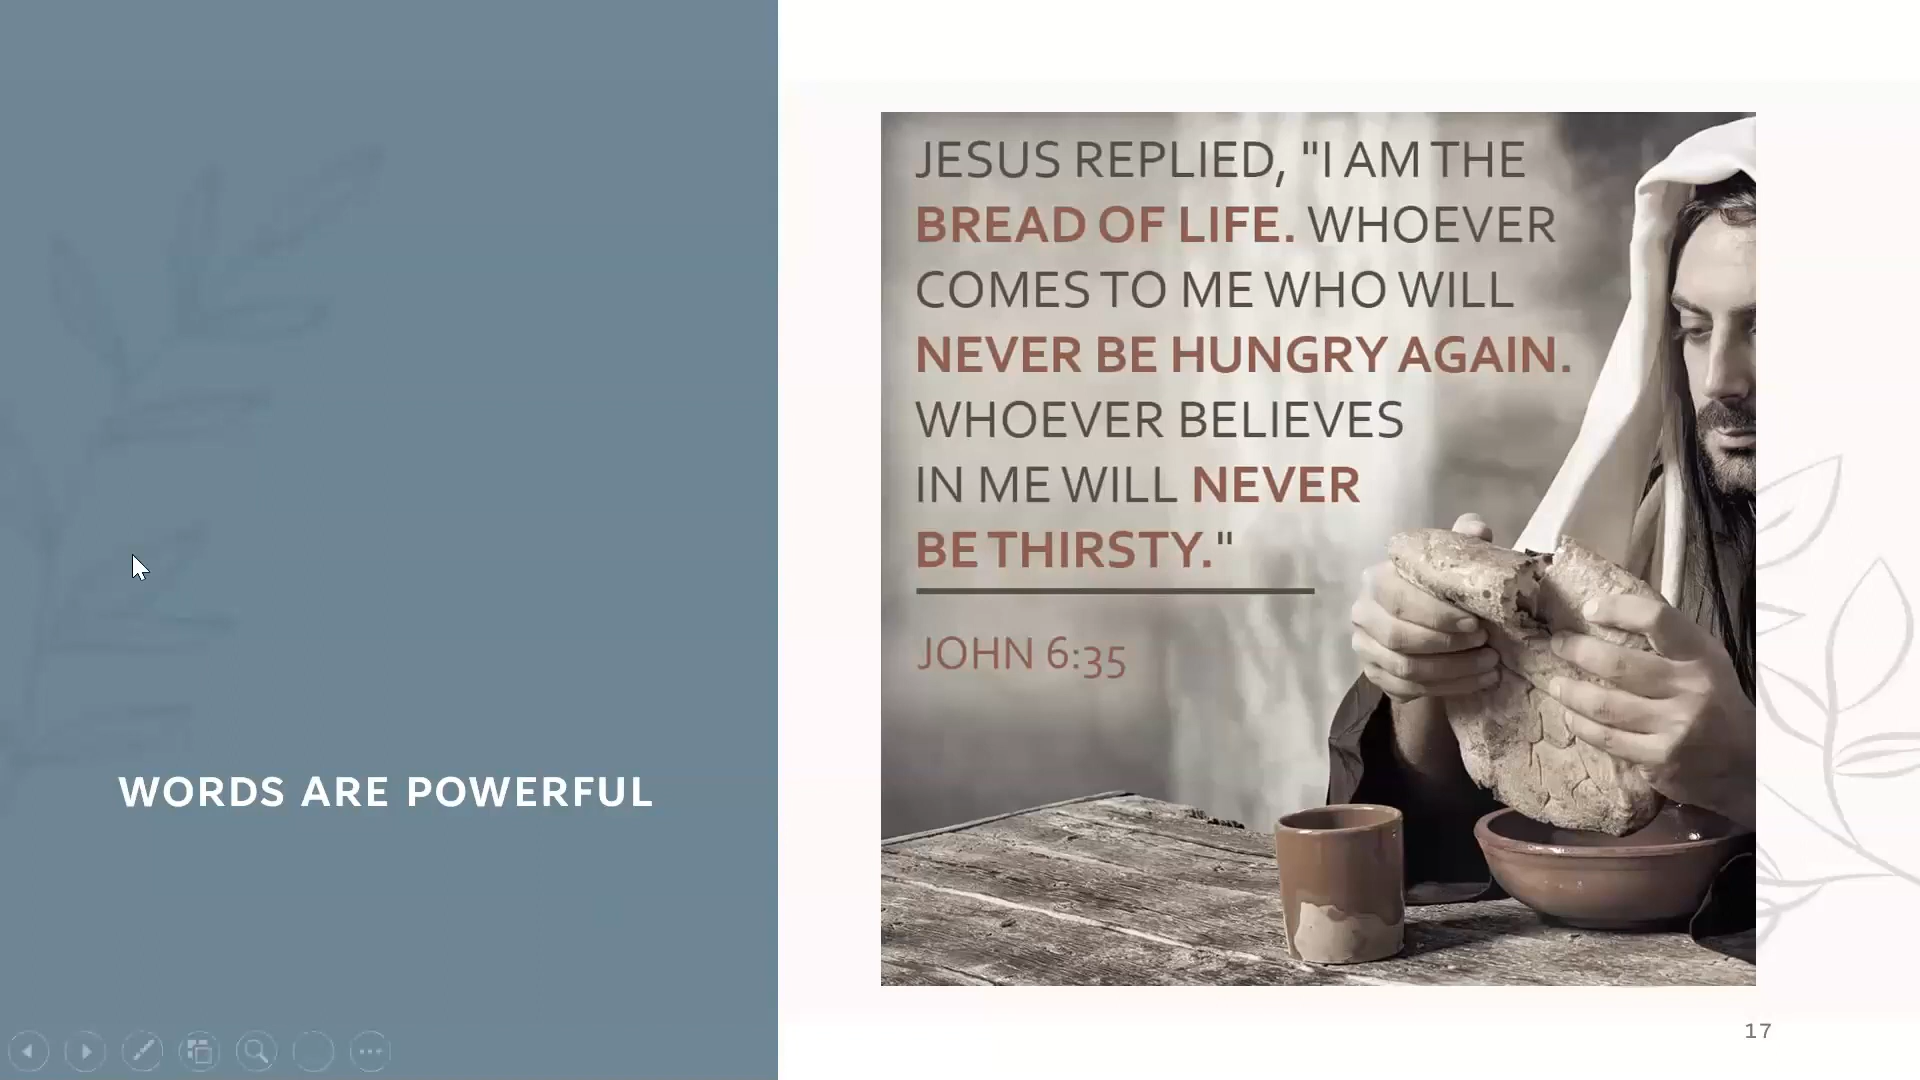 WORDS ARE POWERFUL
JESUS REPLIED, "I AM THE
BREAD OF LIFE. WHOEVER
COMES TO ME WHO WILL
NEVER BE HUNGRY AGAIN.
WHOEVER BELIEVES
IN ME WILL NEVER
BE THIRSTY."
JOHN 6:35
17